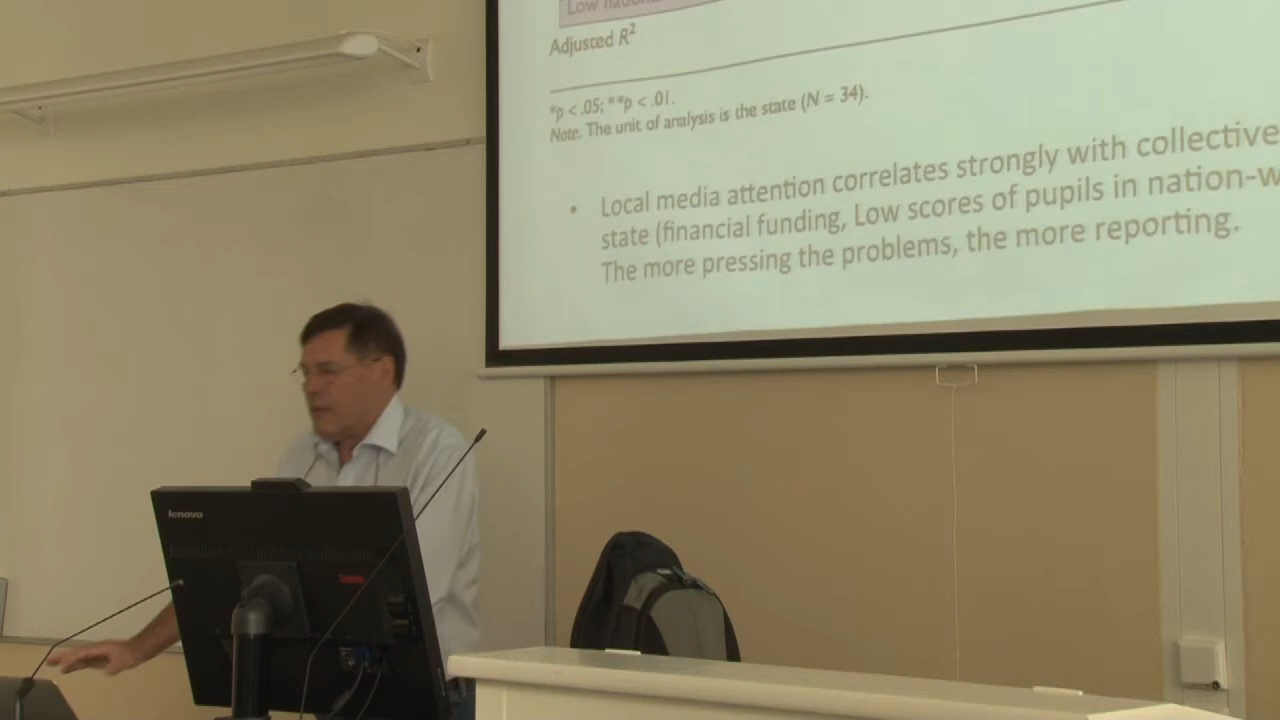 Low nationa
Adjusted R²
*p < .05; **p < .01.
Note. The unit of analysis is the state (N = 34).
• Local media attention correlates strongly with collective
state (financial funding, Low scores of pupils in nation-w
The more pressing the problems, the more reporting.
lenovo